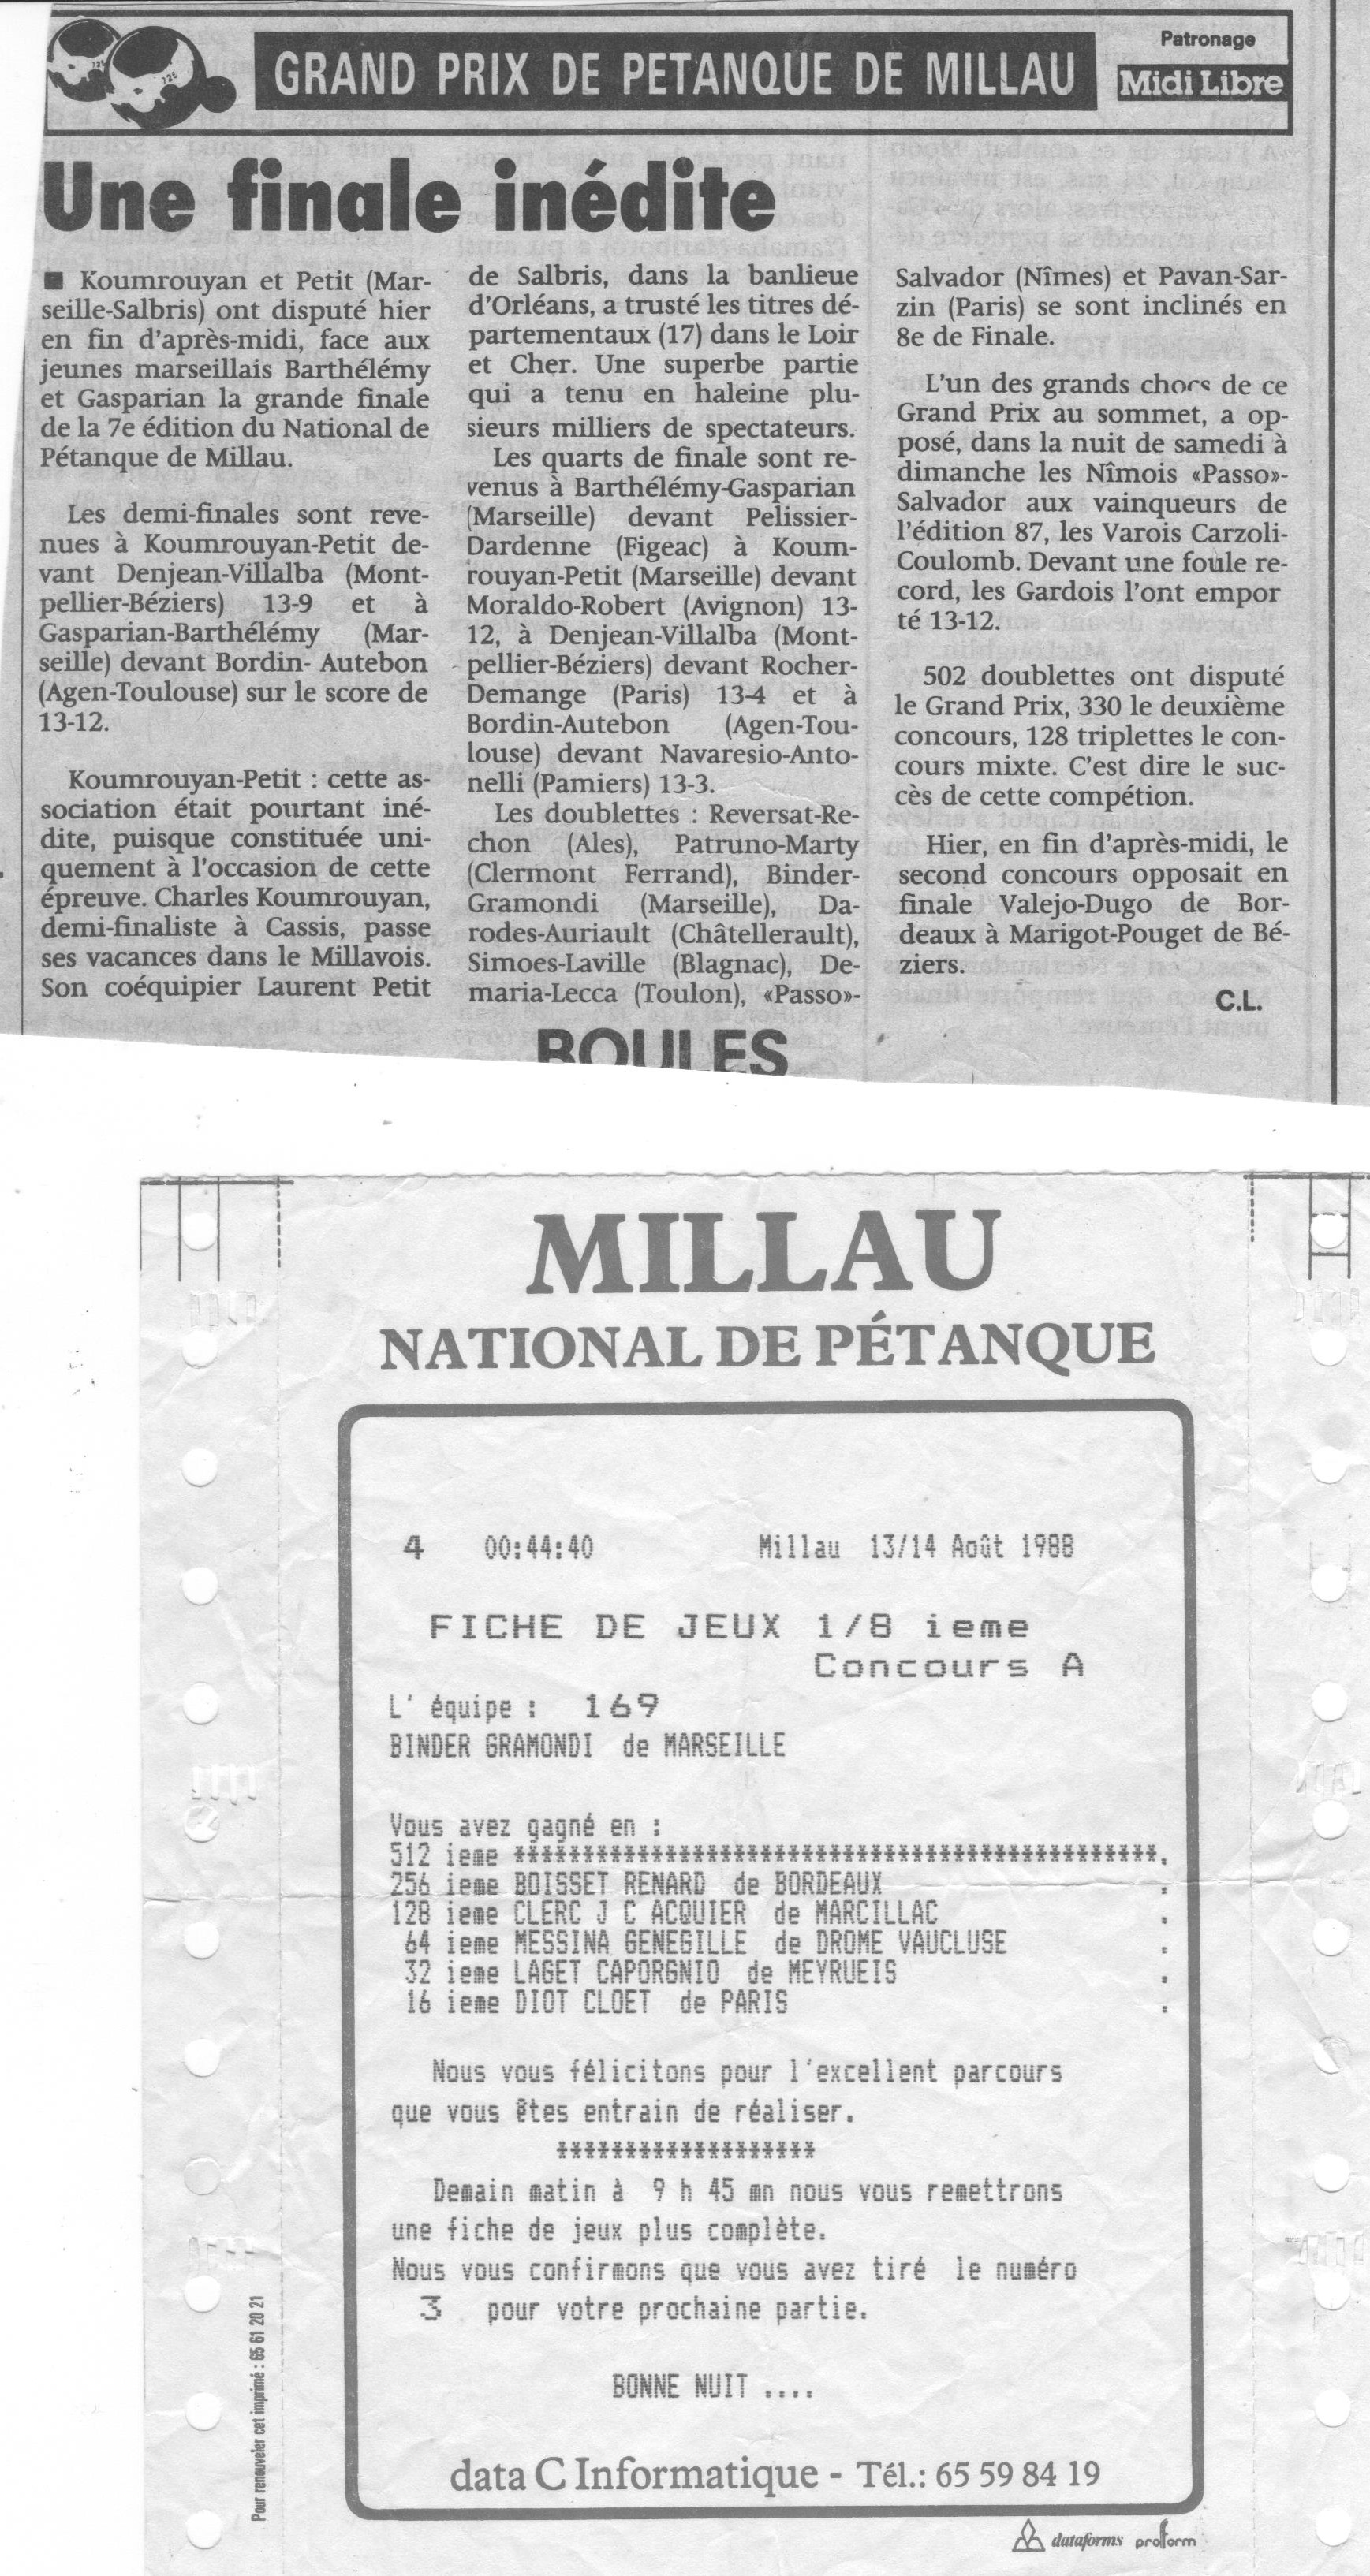 GRAND PRIX DE PETANQUE DE MILLAU
Patronage
Midi Libre
Une finale inédite
■ Koumrouyan et Petit (Mar-
seille-Salbris) ont disputé hier
en fin d'après-midi, face aux
jeunes marseillais Barthélémy
et Gasparian la grande finale
de la 7e édition du National de
Pétanque de Millau.
Les demi-finales sont reve-
nues à Koumrouyan-Petit de-
vant Denjean-Villalba (Mont-
pellier-Béziers) 13-9 et à
Gasparian-Barthélémy (Mar-
seille) devant Bordin- Autebon
(Agen-Toulouse) sur le score de
13-12.
Koumrouyan-Petit : cette as-
sociation était pourtant iné-
dite, puisque constituée uni-
quement à l'occasion de cette
épreuve. Charles Koumrouyan,
demi-finaliste à Cassis, passe
ses vacances dans le Millavois.
Son coéquipier Laurent Petit
de Salbris, dans la banlieue
d'Orléans, a trusté les titres dé-
partementaux (17) dans le Loir
et Cher. Une superbe partie
qui a tenu en haleine plu-
sieurs milliers de spectateurs.
Les quarts de finale sont re-
venus à Barthélémy-Gasparian
(Marseille) devant Pelissier-
Dardenne (Figeac) à Koum-
rouyan-Petit (Marseille) devant
Moraldo-Robert (Avignon) 13-
12, à Denjean-Villalba (Mont-
pellier-Béziers) devant Rocher-
Demange (Paris) 13-4 et à
Bordin-Autebon (Agen-Tou-
louse) devant Navaresio-Anto-
nelli (Pamiers) 13-3.
Les doublettes : Reversat-Re-
chon (Ales), Patruno-Marty
(Clermont Ferrand), Binder-
Gramondi (Marseille), Da-
rodes-Auriault (Châtellerault),
Simoes-Laville (Blagnac), De-
maria-Lecca (Toulon), «Passo»-
Salvador (Nîmes) et Pavan-Sar-
zin (Paris) se sont inclinés en
8e de Finale.
L'un des grands chocs de ce
Grand Prix au sommet, a op-
posé, dans la nuit de samedi à
dimanche les Nîmois «Passo»-
Salvador aux vainqueurs de
l'édition 87, les Varois Carzoli-
Coulomb. Devant une foule re-
cord, les Gardois l'ont empor
té 13-12.
502 doublettes ont disputé
le Grand Prix, 330 le deuxième
concours, 128 triplettes le con-
cours mixte. C'est dire le suc-
cès de cette compétion.
Hier, en fin d'après-midi, le
second concours opposait en
finale Valejo-Dugo de Bor-
deaux à Marigot-Pouget de Bé-
ziers.
C.L.
BOULES
MILLAU
NATIONAL DE PÉTANQUE
4 00:44:40 Millau 13/14 Août 1988
FICHE DE JEUX 1/8 ieme
Concours A
L' équipe : 169
BINDER GRAMONDI de MARSEILLE
Vous avez gagné en :
512 ieme ***********************************************.
256 ieme BOISSET RENARD de BORDEAUX .
128 ieme CLERC J C ACQUIER de MARCILLAC .
64 ieme MESSINA GENEGILLE de DROME VAUCLUSE .
32 ieme LAGET CAPORGNIO de MEYRUEIS .
16 ieme DIOT CLOET de PARIS .
Nous vous félicitons pour l'excellent parcours
que vous êtes entrain de réaliser.
*******************
Demain matin à 9 h 45 mn nous vous remettrons
une fiche de jeux plus complète.
Nous vous confirmons que vous avez tiré le numéro
3 pour votre prochaine partie.
BONNE NUIT ....
data C Informatique - Tél.: 65 59 84 19
Pour renouveler cet imprimé : 65 61 20 21
dataforms proform